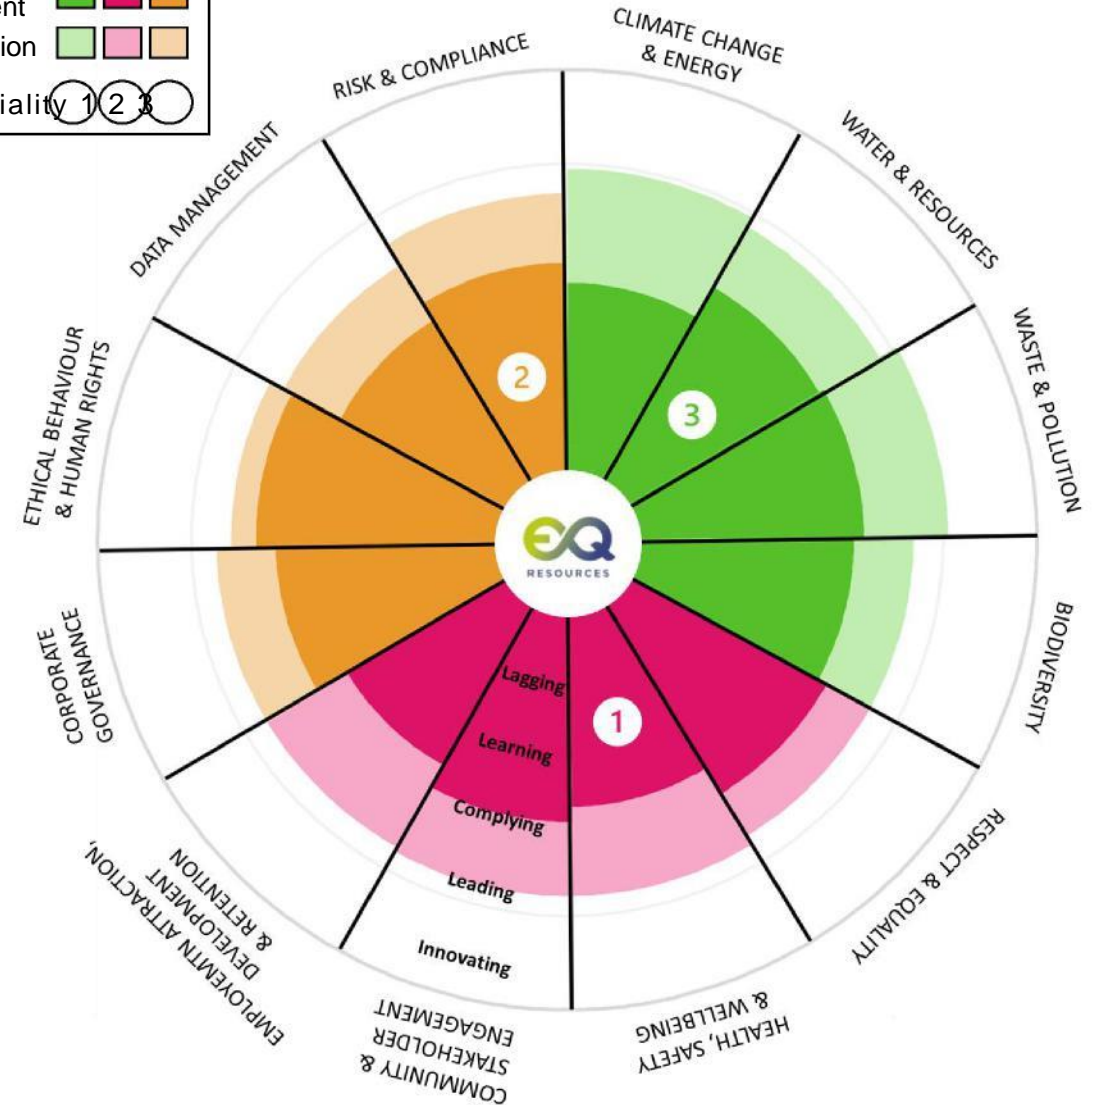 ent
ion
iality 1 2 3
CLIMATE CHANGE
& ENERGY
WATER & RESOURCES
WASTE & POLLUTION
BIODIVERSITY
RESPECT & EQUALITY
HEALTH, SAFETY
& WELLBEING
COMMUNITY &
STAKEHOLDER
ENGAGEMENT
EMPLOYEMTN ATTRACTION,
DEVELOPMENT
& RETENTION
CORPORATE
GOVERNANCE
ETHICAL BEHAVIOUR
& HUMAN RIGHTS
DATA MANAGEMENT
RISK & COMPLIANCE
2
3
EQ
RESOURCES
1
Lagging
Learning
Complying
Leading
Innovating